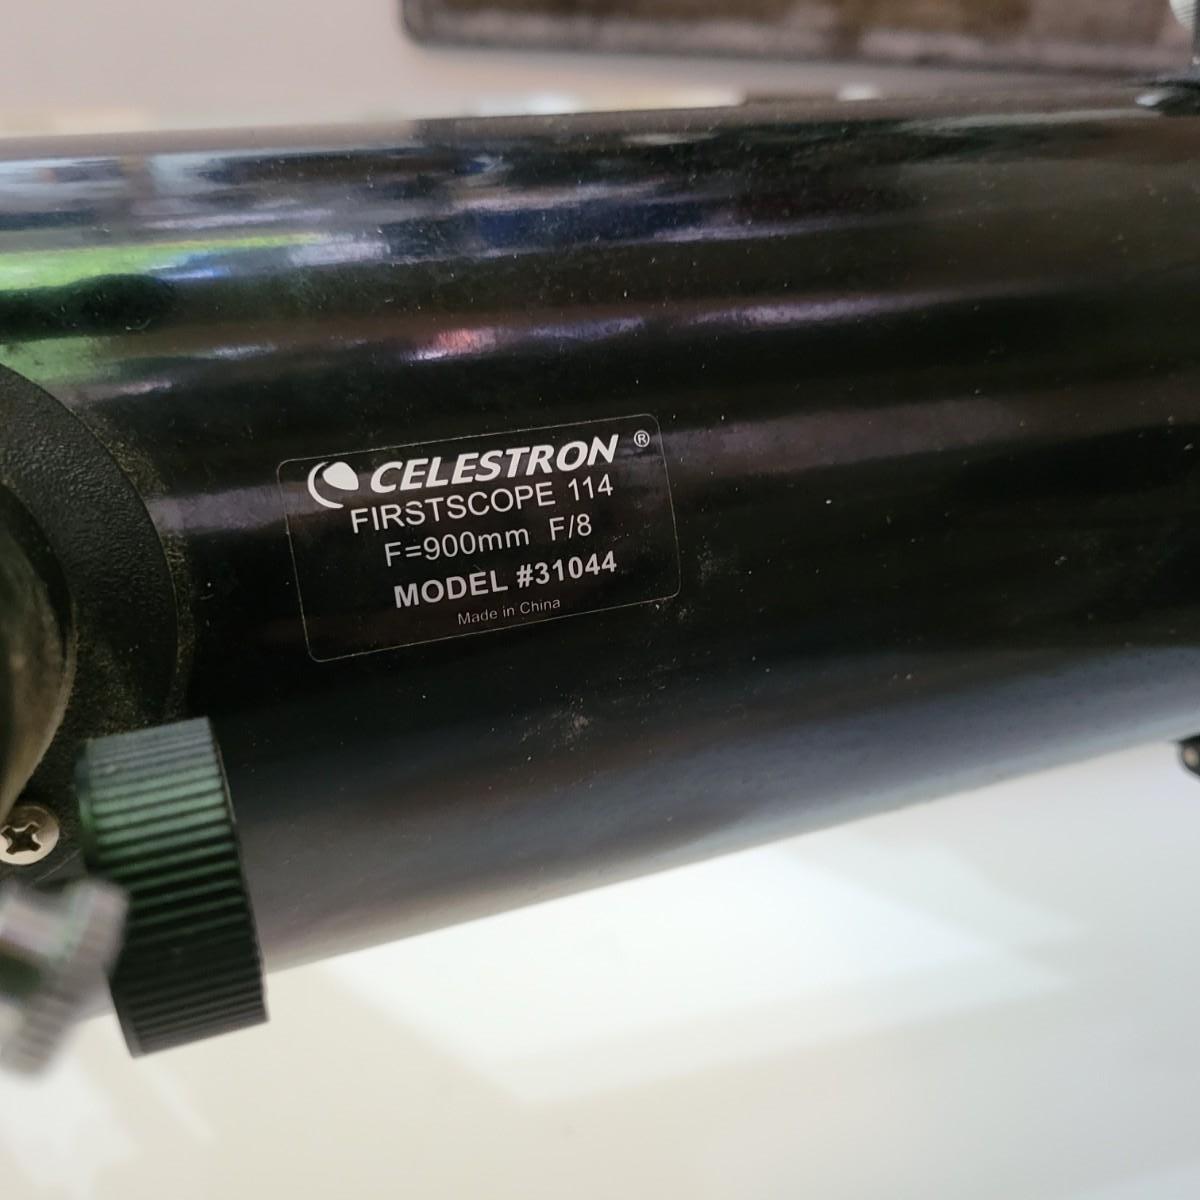 CELESTRON ®
FIRSTSCOPE 114
F=900mm F/8
MODEL #31044
Made in China